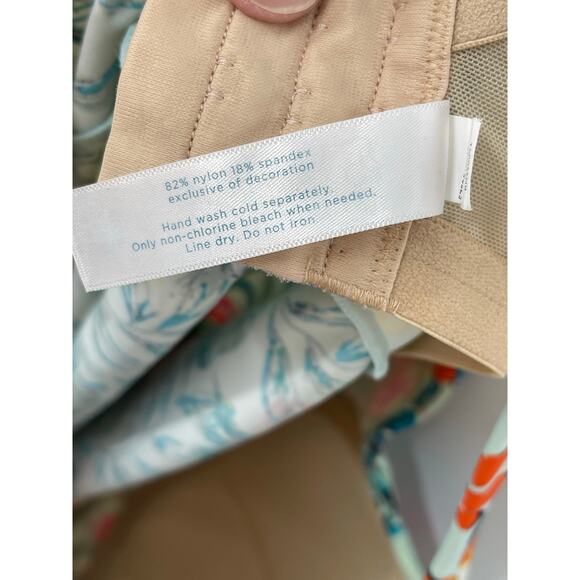 82% nylon 18% spandex
exclusive of decoration
Hand wash cold separately.
Only non-chlorine bleach when needed.
Line dry. Do not iron.